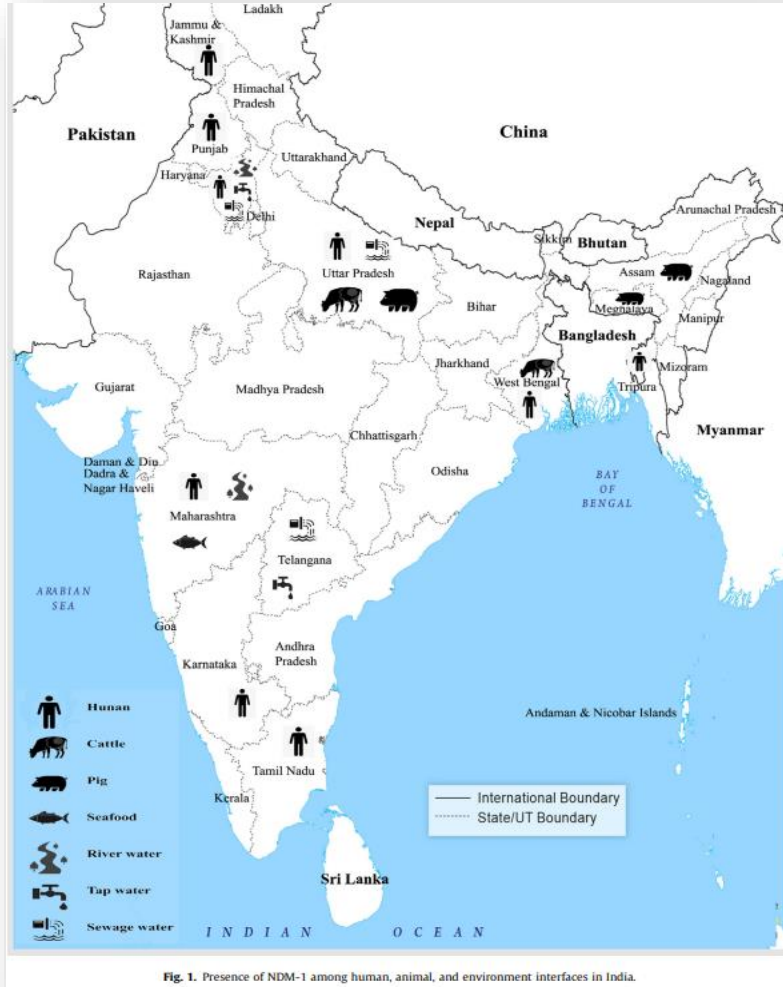 Ladakh
Jammu &
Kashmir
Himachal
Pradesh
Pakistan
China
Punjab
Uttarakhand
Haryana
Delhi
Nepal
Arunachal Pradesh
Sikkim
Bhutan
Rajasthan
Uttar Pradesh
Assam
Nagaland
Bihar
Meghalaya
Manipur
Bangladesh
Jharkhand
Gujarat
Madhya Pradesh
West Bengal
Tripura
Mizoram
Chhattisgarh
Myanmar
Odisha
Daman & Diu
Dadra &
Nagar Haveli
BAY
OF
BENGAL
Maharashtra
Telangana
ARABIAN
SEA
Goa
Andhra
Pradesh
Karnataka
Andaman & Nicobar Islands
Tamil Nadu
Kerala
Sri Lanka
Hunan
Cattle
Pig
Seafood
River water
Tap water
Sewage water
International Boundary
State/UT Boundary
INDIAN OCEAN
Fig. 1. Presence of NDM-1 among human, animal, and environment interfaces in India.